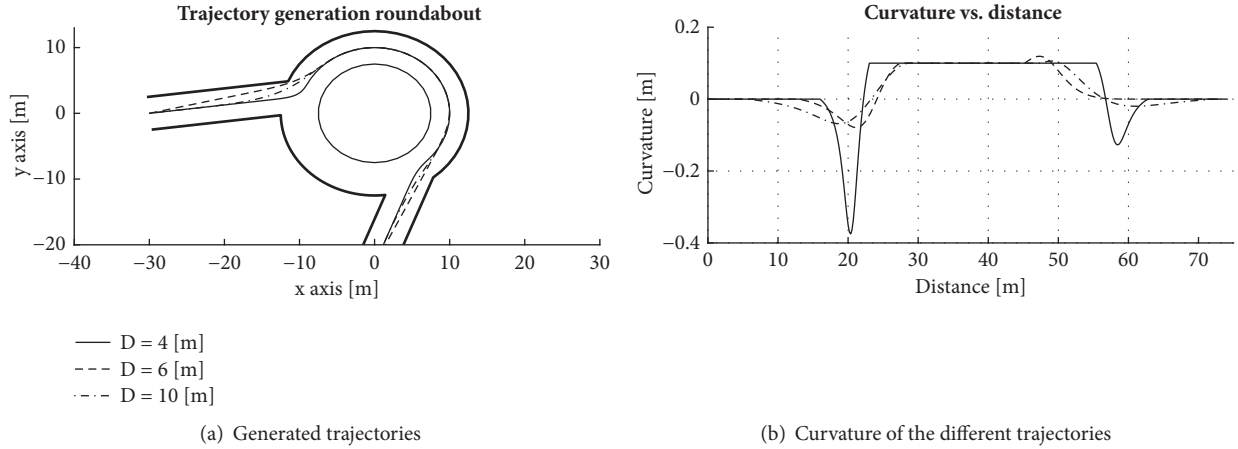 Trajectory generation roundabout
10
0
−10
−20
y axis [m]
−40
−30
−20
−10
0
10
20
30
x axis [m]
D = 4 [m]
D = 6 [m]
D = 10 [m]
(a) Generated trajectories
Curvature vs. distance
0.2
0
−0.2
−0.4
Curvature [m]
0
10
20
30
40
50
60
70
Distance [m]
(b) Curvature of the different trajectories